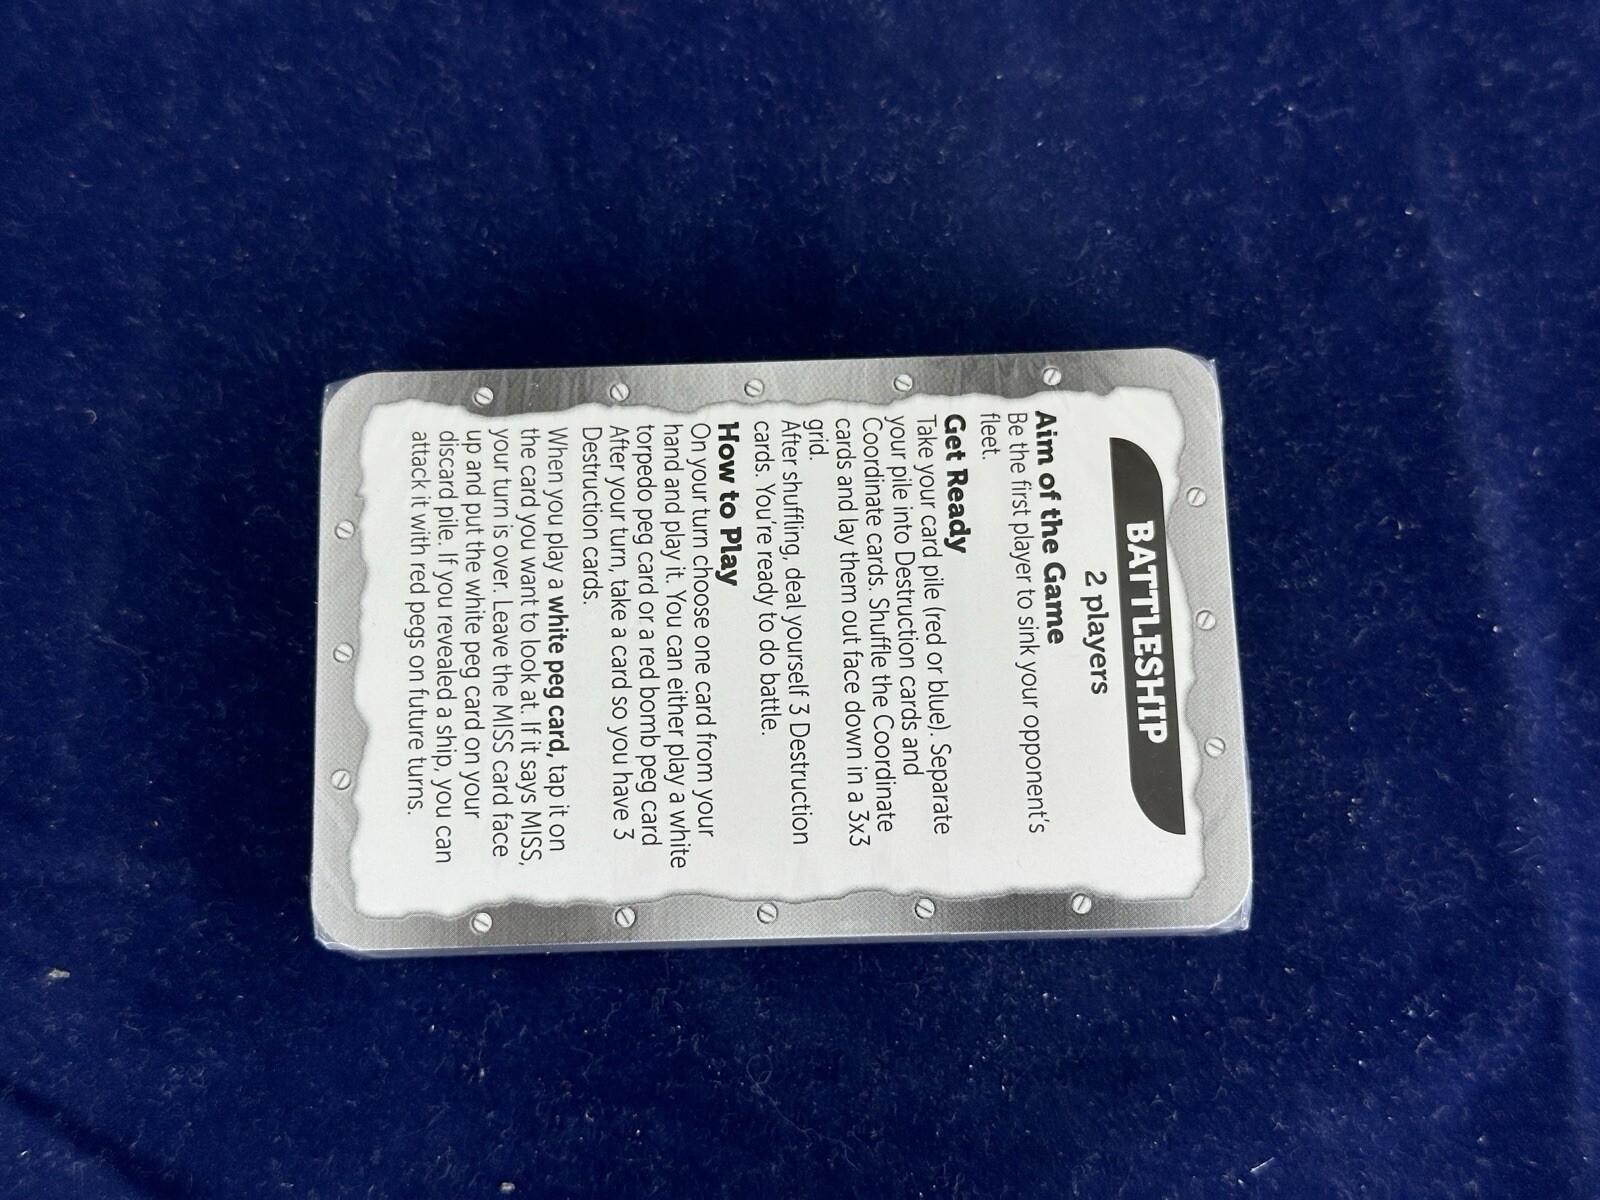 BATTLESHIP
2 players
Aim of the Game
Be the first player to sink your opponent's
fleet.
Get Ready
Take your card pile (red or blue). Separate
your pile into Destruction cards and
Coordinate cards. Shuffle the Coordinate
cards and lay them out face down in a 3x3
grid.
After shuffling, deal yourself 3 Destruction
cards. You're ready to do battle.
How to Play
On your turn choose one card from your
hand and play it. You can either play a white
torpedo peg card or a red bomb peg card
After your turn, take a card so you have 3
Destruction cards.
When you play a white peg card, tap it on
the card you want to look at. If it says MISS,
your turn is over. Leave the MISS card face
up and put the white peg card on your
discard pile. If you revealed a ship, you can
attack it with red pegs on future turns.